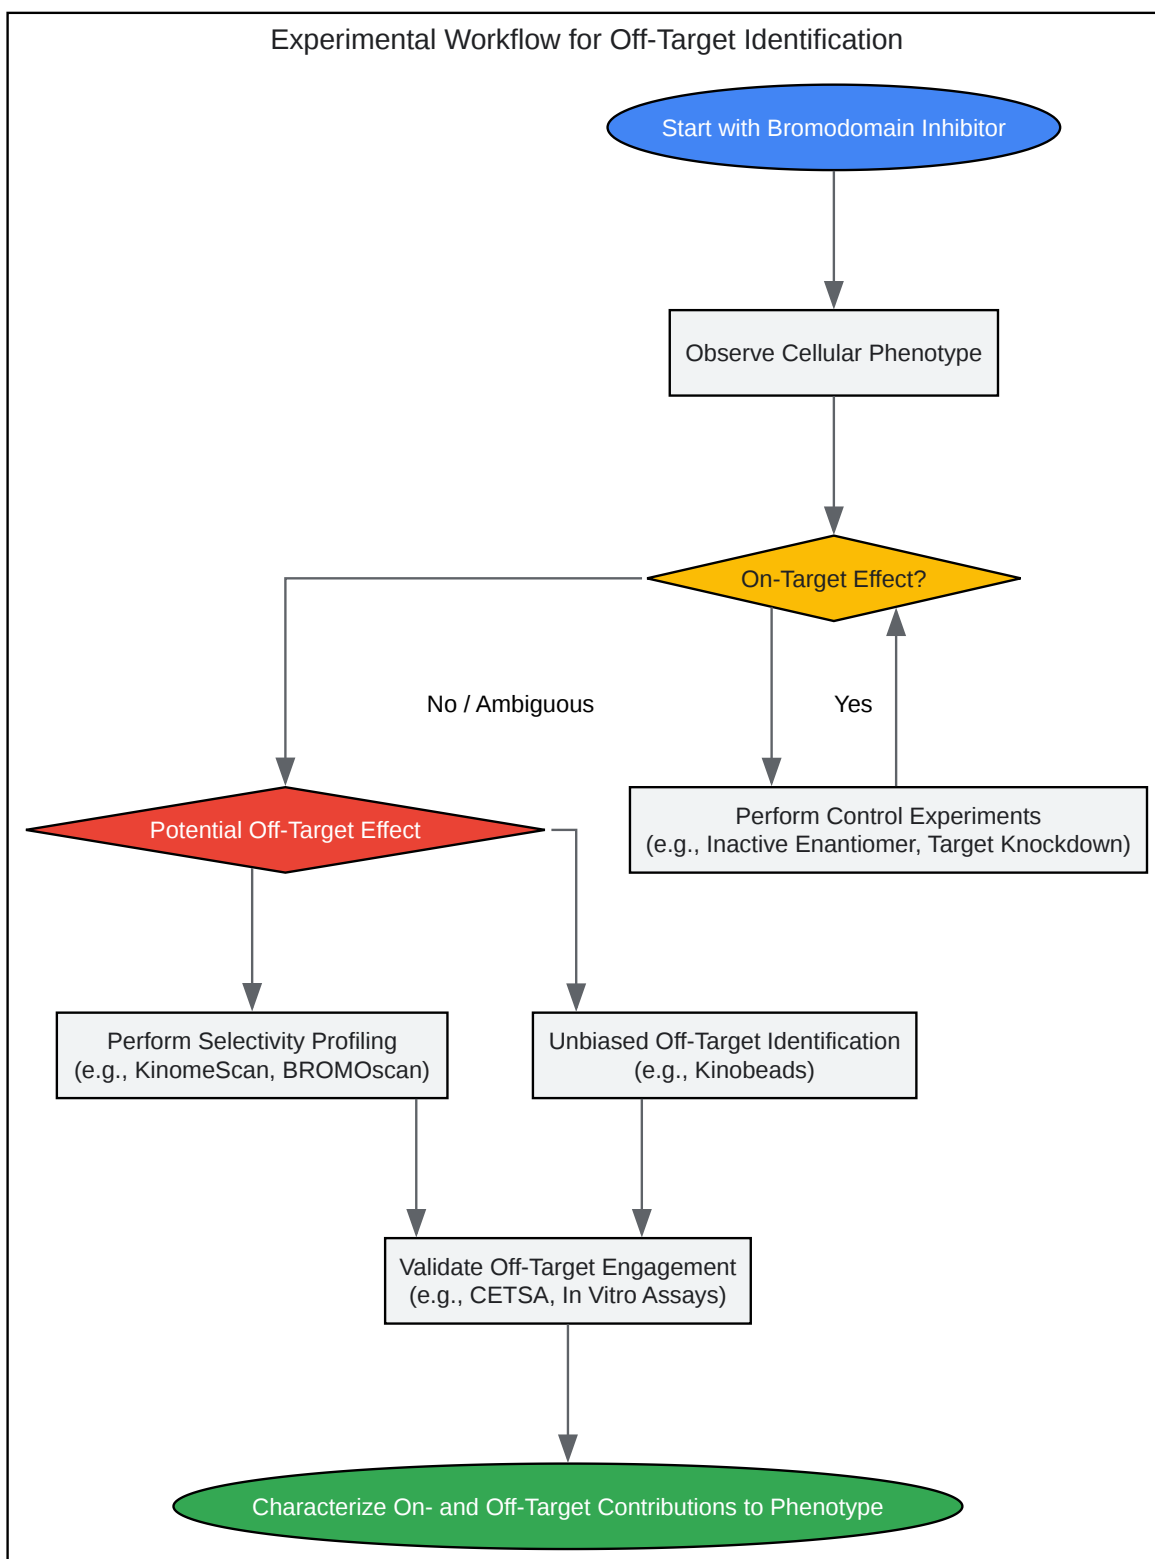 Experimental Workflow for Off-Target Identification
Start with Bromodomain Inhibitor
Observe Cellular Phenotype
On-Target Effect?
No / Ambiguous
Yes
Potential Off-Target Effect
Perform Control Experiments
(e.g., Inactive Enantiomer, Target Knockdown)
Perform Selectivity Profiling
(e.g., KinomeScan, BROMOscan)
Unbiased Off-Target Identification
(e.g., Kinobeads)
Validate Off-Target Engagement
(e.g., CETSA, In Vitro Assays)
Characterize On- and Off-Target Contributions to Phenotype